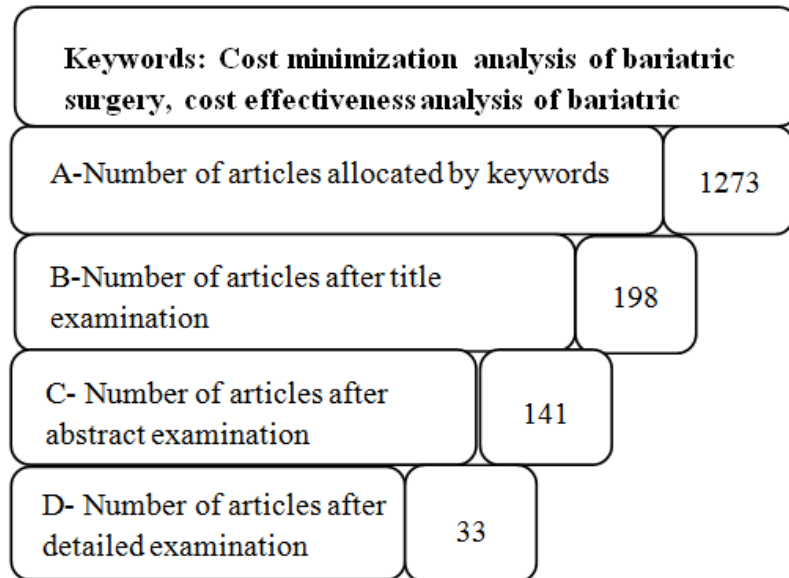 Keywords: Cost minimization analysis of bariatric
surgery, cost effectiveness analysis of bariatric
A-Number of articles allocated by keywords
1273
B-Number of articles after title
examination
198
C- Number of articles after
abstract examination
141
D- Number of articles after
detailed examination
33